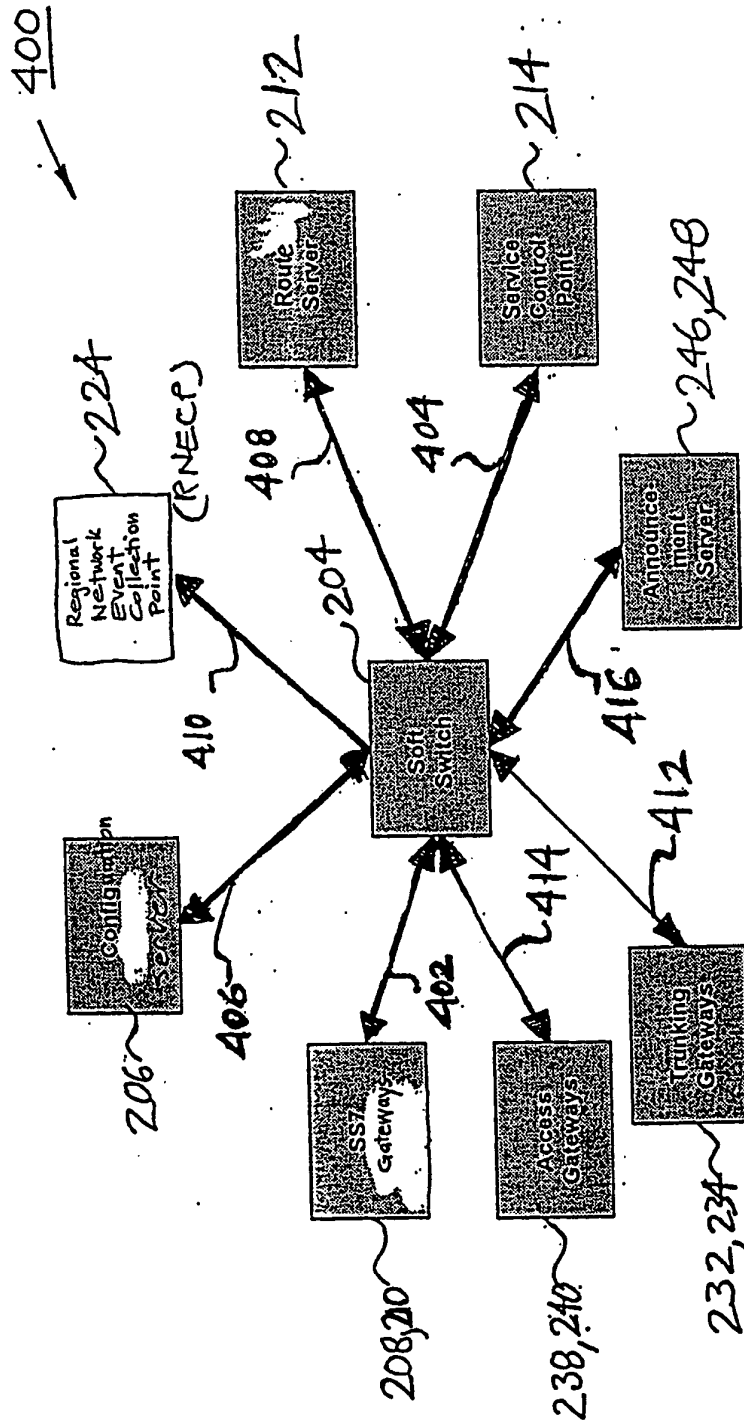 400
Regional
Network
Event
Collection
Point
224
(RNECP)
410
Configuration
Server
206
406
408
Route
Server
212
204
Soft
Switch
404
Service
Control
Point
214
SS7
Gateways
208,210
402
Access
Gateways
238,240
414
Trunking
Gateways
232,234
412
416
Announce-
ment
Server
246,248